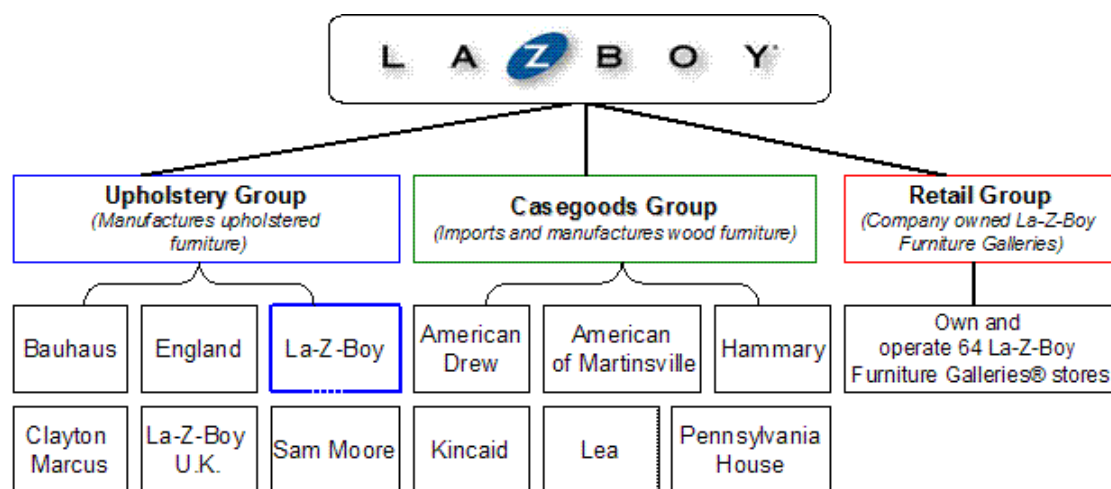 LAZBOY
Upholstery Group
(Manufactures upholstered
furniture)
Casegoods Group
(Imports and manufactures wood furniture)
Retail Group
(Company owned La-Z-Boy
Furniture Galleries)
Bauhaus
England
La-Z-Boy
American
Drew
American
of Martinsville
Hammary
Own and
operate 64 La-Z-Boy
Furniture Galleries® stores
Clayton
Marcus
La-Z-Boy
U.K.
Sam Moore
Kincaid
Lea
Pennsylvania
House